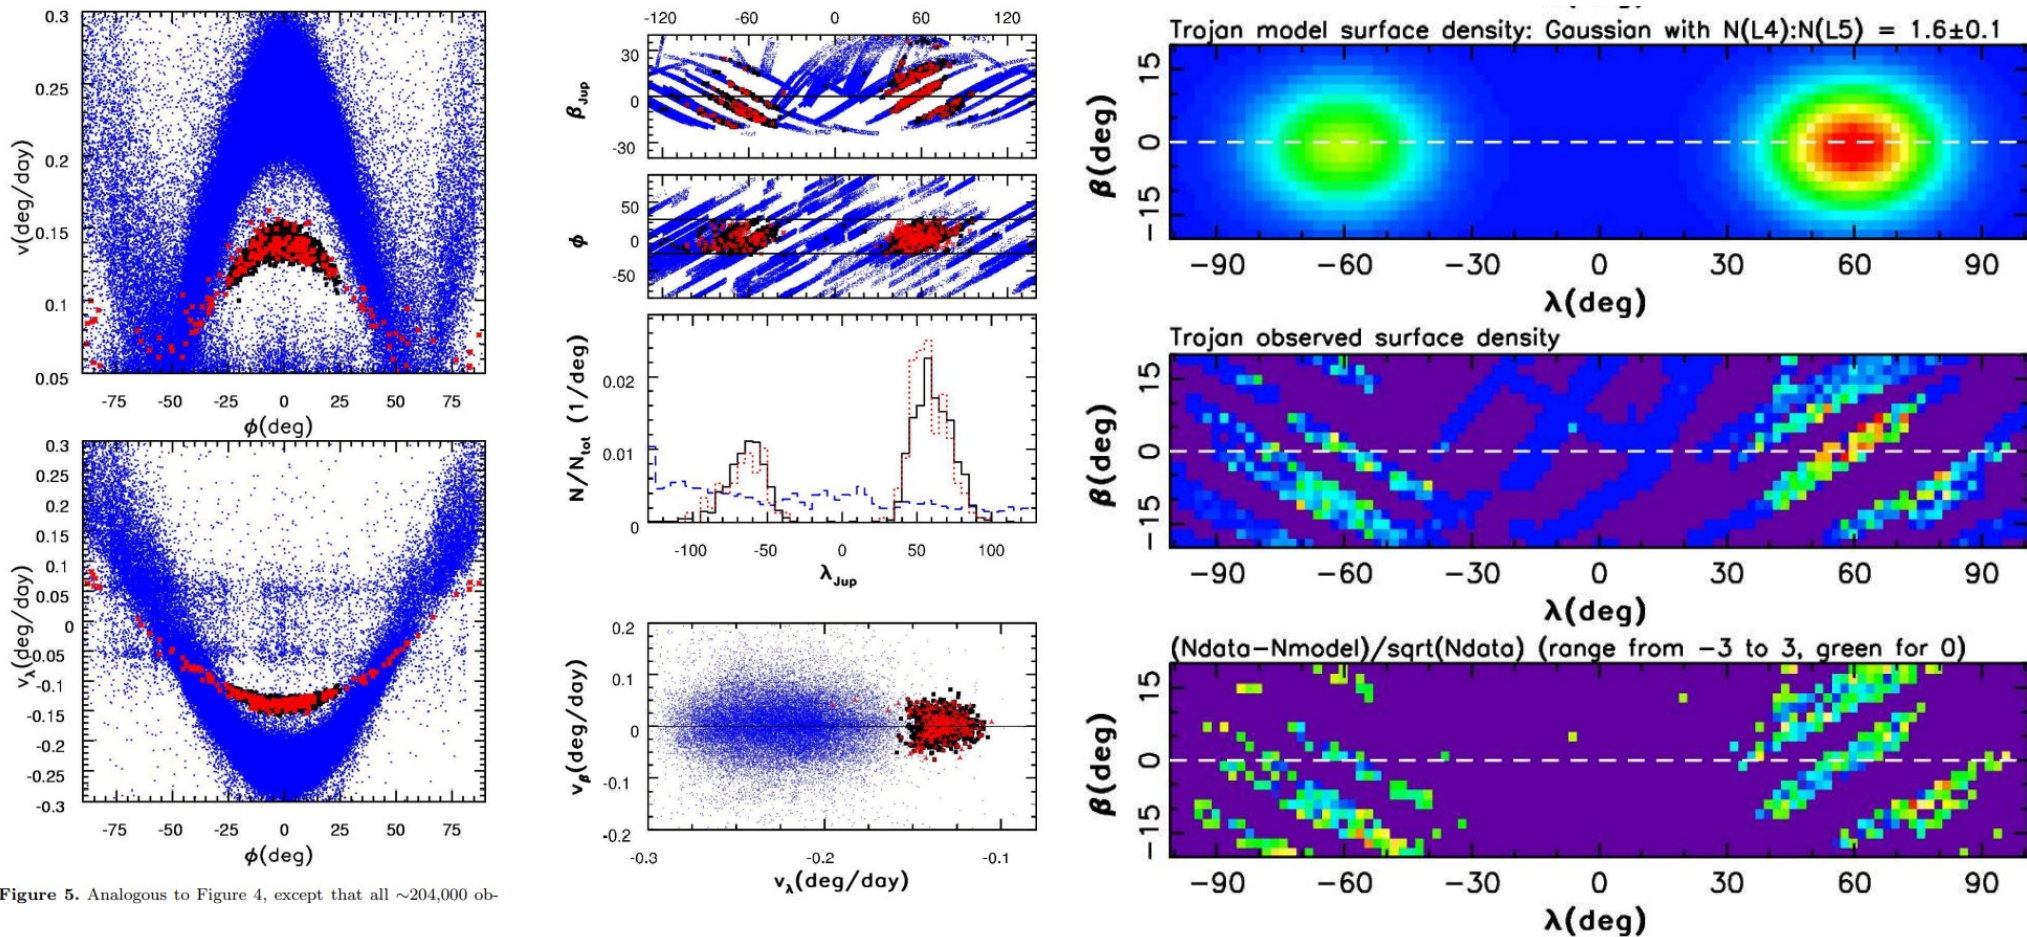 0.3
0.25
0.2
0.15
0.1
0.05
v(deg/day)
-75 -50 -25 0 25 50 75
ϕ(deg)
0.3
0.25
0.2
0.15
0.1
0.05
0
-0.05
-0.1
-0.15
-0.2
-0.25
-0.3
vλ(deg/day)
-75 -50 -25 0 25 50 75
ϕ(deg)
Figure 5. Analogous to Figure 4, except that all ~204,000 ob-
-120 -60 0 60 120
30
0
-30
βJup
50
0
-50
ϕ
0.02
0.01
0
N/Ntot (1/deg)
-100 -50 0 50 100
λJup
0.2
0.1
0
-0.1
-0.2
vβ(deg/day)
-0.3 -0.2 -0.1
vλ(deg/day)
Trojan model surface density: Gaussian with N(L4):N(L5) = 1.6±0.1
15
0
-15
β(deg)
-90 -60 -30 0 30 60 90
λ(deg)
Trojan observed surface density
15
0
-15
β(deg)
-90 -60 -30 0 30 60 90
λ(deg)
(Ndata-Nmodel)/sqrt(Ndata) (range from -3 to 3, green for 0)
15
0
-15
β(deg)
-90 -60 -30 0 30 60 90
λ(deg)